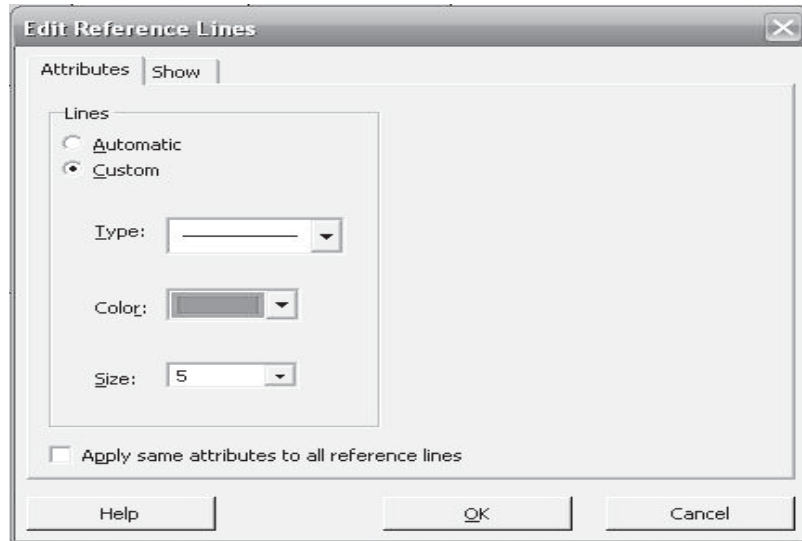 Edit Reference Lines
Attributes Show
Lines
Automatic
Custom
Type:
Color:
Size: 5
Apply same attributes to all reference lines
Help OK Cancel